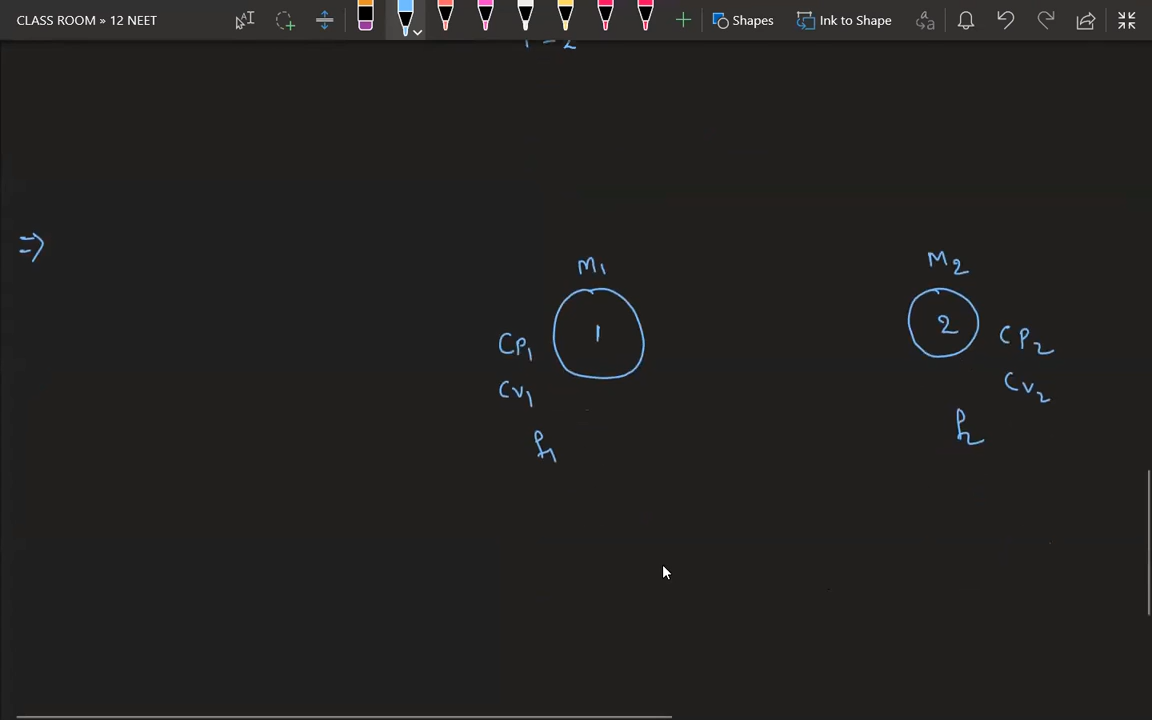 CLASS ROOM » 12 NEET
Shapes
Ink to Shape
⇒
M1
M2
1
2
CP1
CP2
CV1
CV2
f1
f2